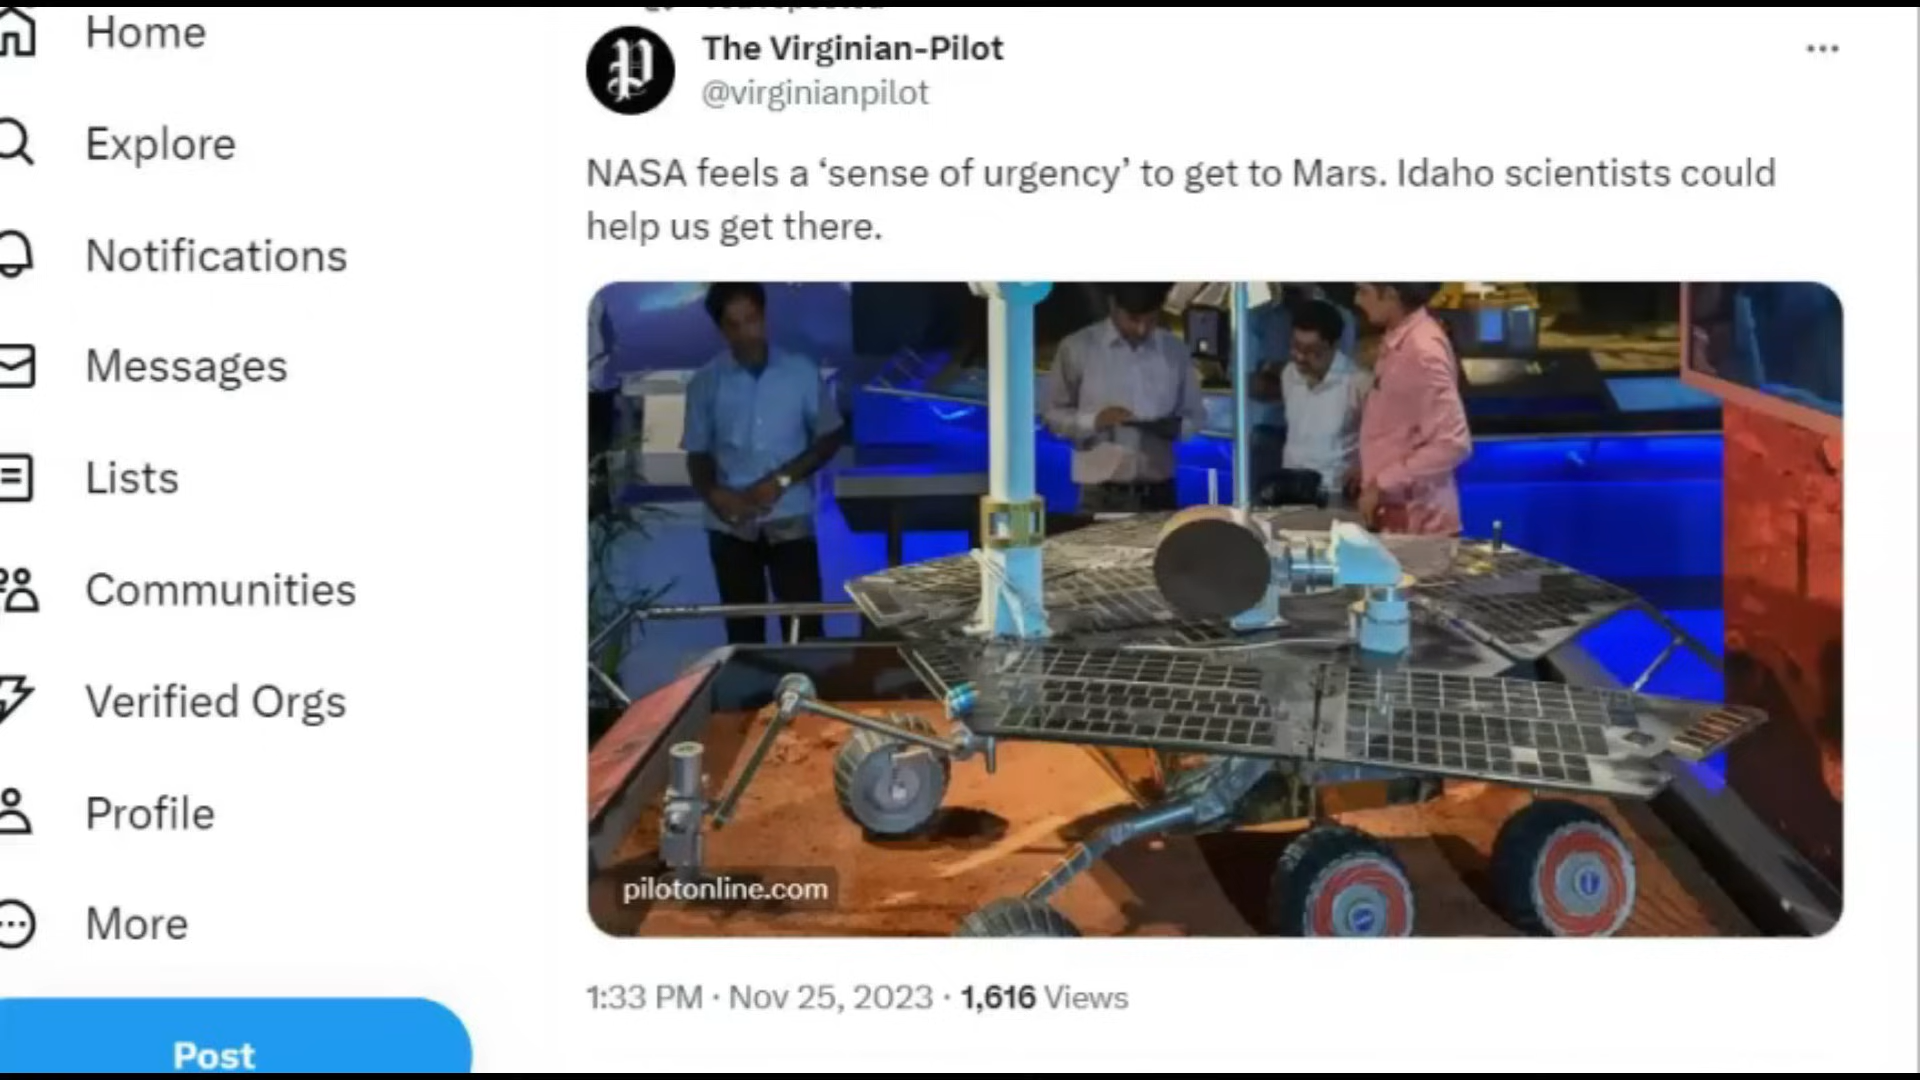 Home
Explore
Notifications
Messages
Lists
Communities
Verified Orgs
Profile
More
Post
The Virginian-Pilot
@virginianpilot
NASA feels a ‘sense of urgency’ to get to Mars. Idaho scientists could
help us get there.
pilotonline.com
1:33 PM · Nov 25, 2023 · 1,616 Views